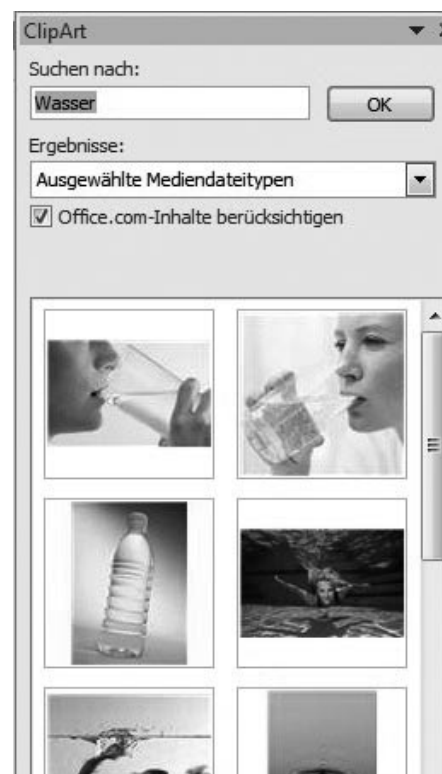 ClipArt
Suchen nach:
Wasser
OK
Ergebnisse:
Ausgewählte Mediendateitypen
Office.com-Inhalte berücksichtigen